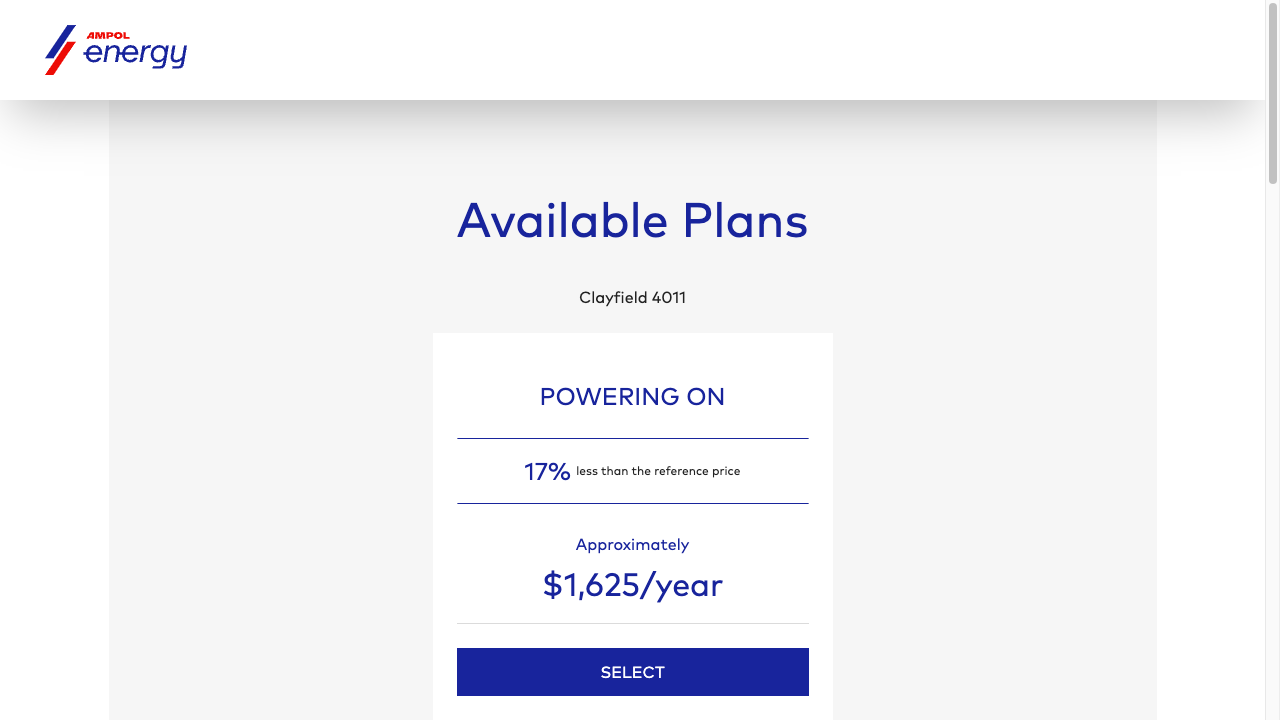 AMPOL
energy
Available Plans
Clayfield 4011
POWERING ON
17% less than the reference price
Approximately
$1,625/year
SELECT